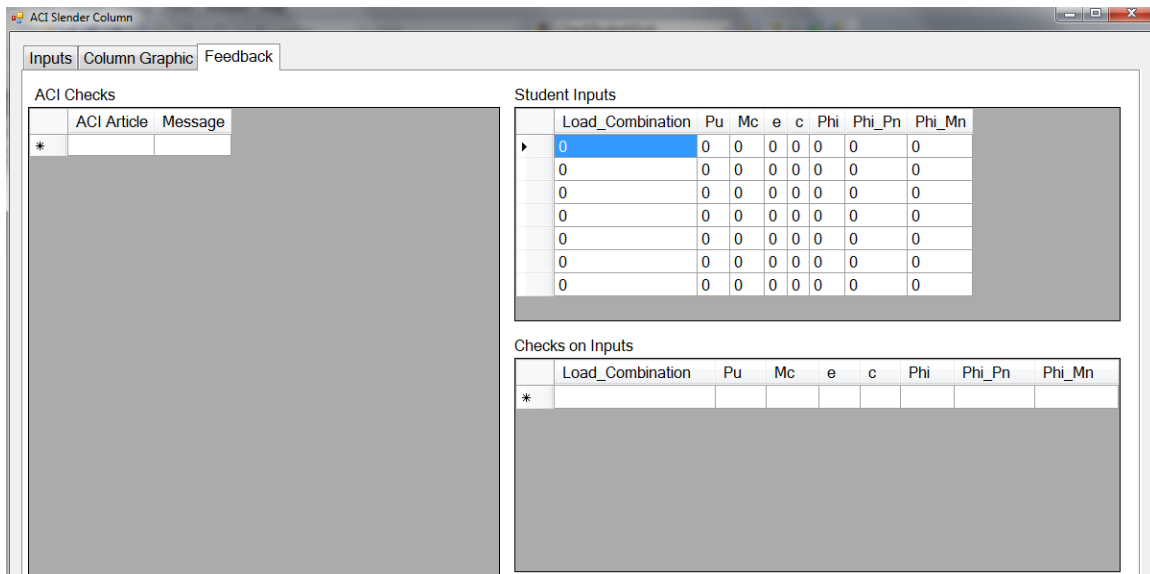 ACI Slender Column
Inputs Column Graphic Feedback
ACI Checks
ACI Article Message
Student Inputs
Load_Combination Pu Mc e c Phi Phi_Pn Phi_Mn
0 0 0 0 0 0 0 0
0 0 0 0 0 0 0 0
0 0 0 0 0 0 0 0
0 0 0 0 0 0 0 0
0 0 0 0 0 0 0 0
0 0 0 0 0 0 0 0
0 0 0 0 0 0 0 0
Checks on Inputs
Load_Combination Pu Mc e c Phi Phi_Pn Phi_Mn